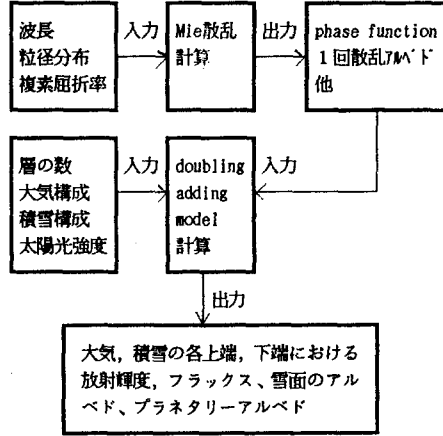 波長
粒径分布
複素屈折率
入力
Mie散乱
計算
出力
phase function
1回散乱ｱﾙﾍﾞﾄﾞ
他
層の数
大気構成
積雪構成
太陽光強度
入力
doubling
adding
model
計算
入力
出力
大気，積雪の各上端，下端における
放射輝度，フラックス、雪面のアル
ベド、プラネタリーアルベド